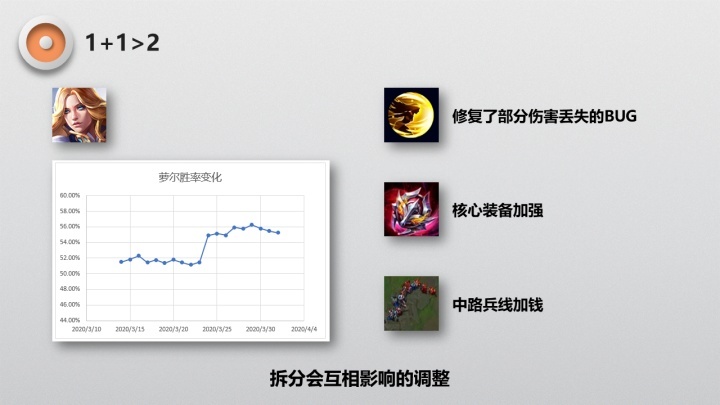 1+1>2
修复了部分伤害丢失的BUG
萝尔胜率变化
60.00%
58.00%
56.00%
54.00%
52.00%
50.00%
48.00%
46.00%
44.00%
2020/3/10 2020/3/15 2020/3/20 2020/3/25 2020/3/30 2020/4/4
核心装备加强
中路兵线加钱
拆分会互相影响的调整